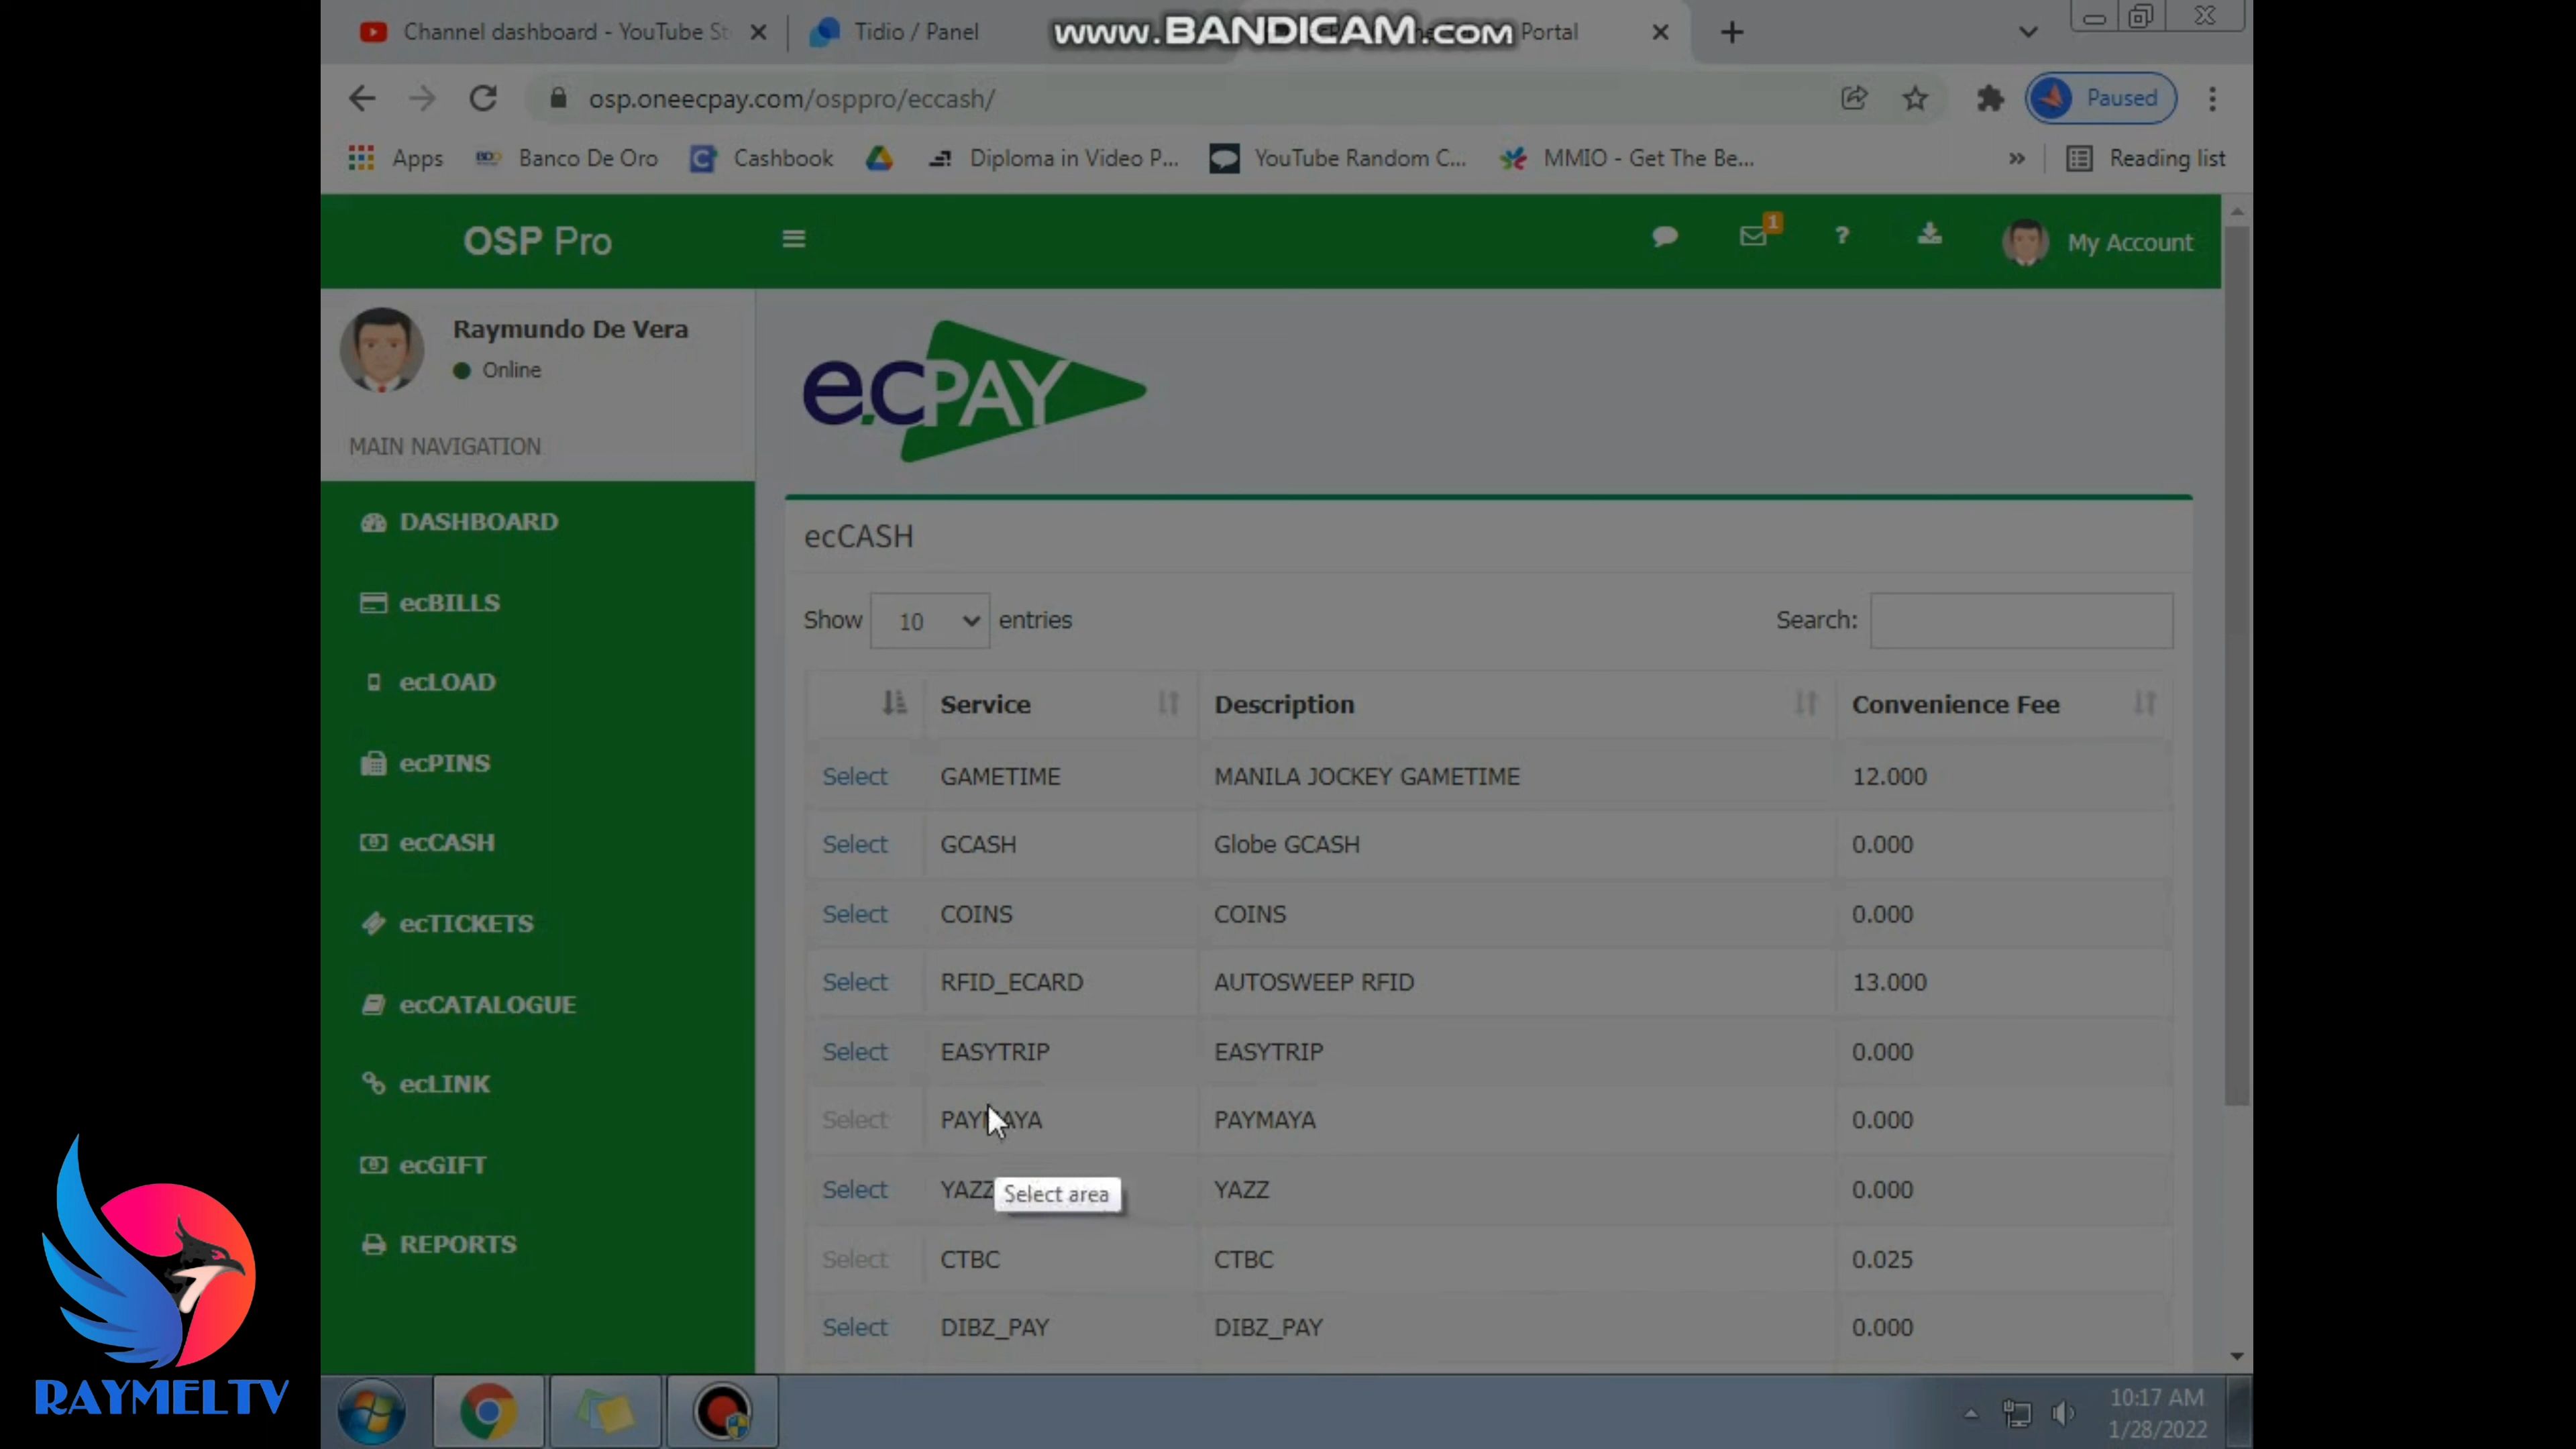 Channel dashboard - YouTube St
Tidio / Panel
www.BANDICAM.com
Portal
osp.oneecpay.com/osppro/eccash/
Paused
Apps
BDO
Banco De Oro
Cashbook
Diploma in Video P...
YouTube Random C...
MMIO - Get The Be...
»
Reading list
OSP Pro
1
?
My Account
Raymundo De Vera
Online
MAIN NAVIGATION
ecPAY
DASHBOARD
ecBILLS
ecLOAD
ecPINS
ecCASH
ecTICKETS
ecCATALOGUE
ecLINK
ecGIFT
REPORTS
ecCASH
Show 10 entries
Search:
Service Description Convenience Fee
Select GAMETIME MANILA JOCKEY GAMETIME 12.000
Select GCASH Globe GCASH 0.000
Select COINS COINS 0.000
Select RFID_ECARD AUTOSWEEP RFID 13.000
Select EASYTRIP EASYTRIP 0.000
Select PAYMAYA PAYMAYA 0.000
Select YAZZ YAZZ 0.000
Select area
Select CTBC CTBC 0.025
Select DIBZ_PAY DIBZ_PAY 0.000
RAYMELTV
10:17 AM
1/28/2022